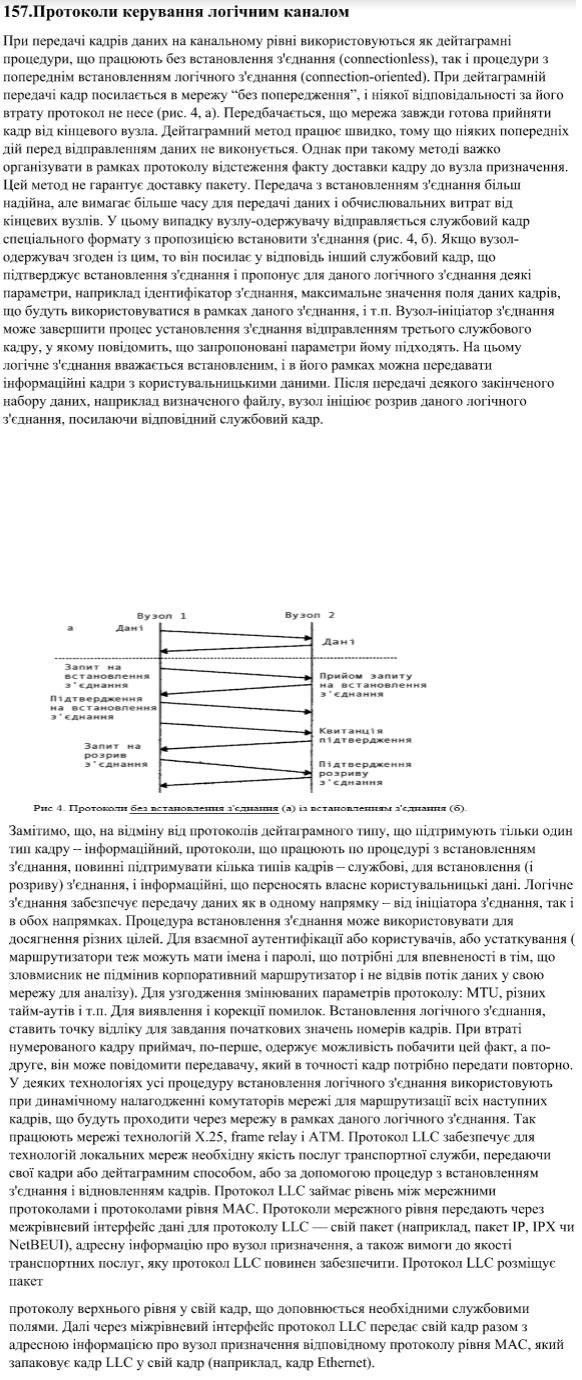 157.Протоколи керування логічним каналом
При передачі кадрів даних на канальному рівні використовуються як дейтаграмні
процедури, що працюють без встановлення з'єднання (connectionless), так і процедури з
попереднім встановленням логічного з'єднання (connection-oriented). При дейтаграмній
передачі кадр посилається в мережу “без попередження”, і ніякої відповідальності за його
втрату протокол не несе (рис. 4, а). Передбачається, що мережа завжди готова прийняти
кадр від кінцевого вузла. Дейтаграмний метод працює швидко, тому що ніяких попередніх
дій перед відправленням даних не виконується. Однак при такому методі важко
організувати в рамках протоколу відстеження факту доставки кадру до вузла призначення.
Цей метод не гарантує доставку пакету. Передача з встановленням з'єднання більш
надійна, але вимагає більше часу для передачі даних і обчислювальних витрат від
кінцевих вузлів. У цьому випадку вузлу-одержувачу відправляється службовий кадр
спеціального формату з пропозицією встановити з'єднання (рис. 4, б). Якщо вузол-
одержувач згоден із цим, то він посилає у відповідь інший службовий кадр, що
підтверджує встановлення з'єднання і пропонує для даного логічного з'єднання деякі
параметри, наприклад ідентифікатор з'єднання, максимальне значення поля даних кадрів,
що будуть використовуватися в рамках даного з'єднання, і т.п. Вузол-ініціатор з'єднання
може завершити процес установлення з'єднання відправленням третього службового
кадру, у якому повідомить, що запропоновані параметри йому підходять. На цьому
логічне з'єднання вважається встановленим, і в його рамках можна передавати
інформаційні кадри з користувальницькими даними. Після передачі деякого закінченого
набору даних, наприклад визначеного файлу, вузол ініціює розрив даного логічного
з'єднання, посилаючи відповідний службовий кадр.
Вузол 1 Вузол 2
а Дані
Дані
Запит на
встановлення
з'єднання
Прийом запиту
на встановлення
з'єднання
Підтвердження
на встановлення
з'єднання
Квитанція
підтвердження
Запит на
розрив
з'єднання
Підтвердження
розриву
з'єднання
Рис 4. Протоколи без встановлення з'єднання (а) із встановленням з'єднання (б).
Замітимо, що, на відміну від протоколів дейтаграмного типу, що підтримують тільки один
тип кадру – інформаційний, протоколи, що працюють по процедурі з встановленням
з'єднання, повинні підтримувати кілька типів кадрів – службові, для встановлення (і
розриву) з'єднання, і інформаційні, що переносять власне користувальницькі дані. Логічне
з'єднання забезпечує передачу даних як в одному напрямку – від ініціатора з'єднання, так і
в обох напрямках. Процедура встановлення з'єднання може використовувати для
досягнення різних цілей. Для взаємної аутентифікації або користувачів, або устаткування (
маршрутизатори теж можуть мати імена і паролі, що потрібні для впевненості в тім, що
зловмисник не підмінив корпоративний маршрутизатор і не відвів потік даних у свою
мережу для аналізу). Для узгодження змінюваних параметрів протоколу: MTU, різних
тайм-аутів і т.п. Для виявлення і корекції помилок. Встановлення логічного з'єднання,
ставить точку відліку для завдання початкових значень номерів кадрів. При втраті
нумерованого кадру приймач, по-перше, одержує можливість побачити цей факт, а по-
друге, він може повідомити передавачу, який в точності кадр потрібно передати повторно.
У деяких технологіях усі процедуру встановлення логічного з'єднання використовують
при динамічному налагодженні комутаторів мережі для маршрутизації всіх наступних
кадрів, що будуть проходити через мережу в рамках даного логічного з'єднання. Так
працюють мережі технологій X.25, frame relay і ATM. Протокол LLC забезпечує для
технологій локальних мереж необхідну якість послуг транспортної служби, передаючи
свої кадри або дейтаграмним способом, або за допомогою процедур з встановленням
з'єднання і відновленням кадрів. Протокол LLC займає рівень між мережними
протоколами і протоколами рівня MAC. Протоколи мережного рівня передають через
межрівневий інтерфейс дані для протоколу LLC — свій пакет (наприклад, пакет IP, IPX чи
NetBEUI), адресну інформацію про вузол призначення, а також вимоги до якості
транспортних послуг, яку протокол LLC повинен забезпечити. Протокол LLC розміщує
пакет
протоколу верхнього рівня у свій кадр, що доповнюється необхідними службовими
полями. Далі через міжрівневий інтерфейс протокол LLC передає свій кадр разом з
адресною інформацією про вузол призначення відповідному протоколу рівня MAC, який
запаковує кадр LLC у свій кадр (наприклад, кадр Ethernet).